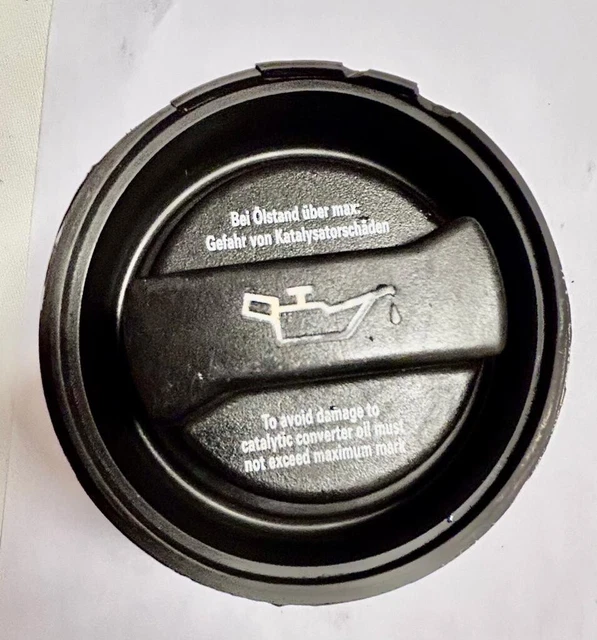 Bei Ölstand über max.
Gefahr von Katalysatorschäden
To avoid damage to
catalytic converter oil must
not exceed maximum mark